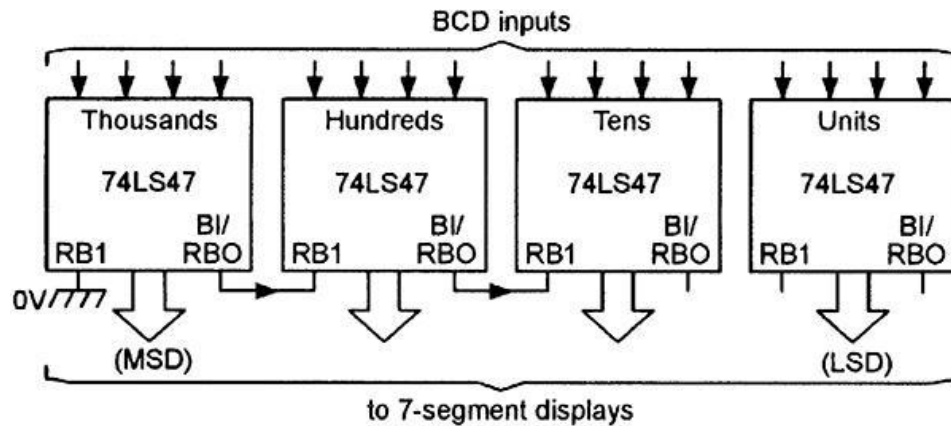 BCD inputs
Thousands Hundreds Tens Units
74LS47 74LS47 74LS47 74LS47
BI/ BI/ BI/ BI/
RB1 RBO RB1 RBO RB1 RBO RB1 RBO
0V
(MSD) (LSD)
to 7-segment displays